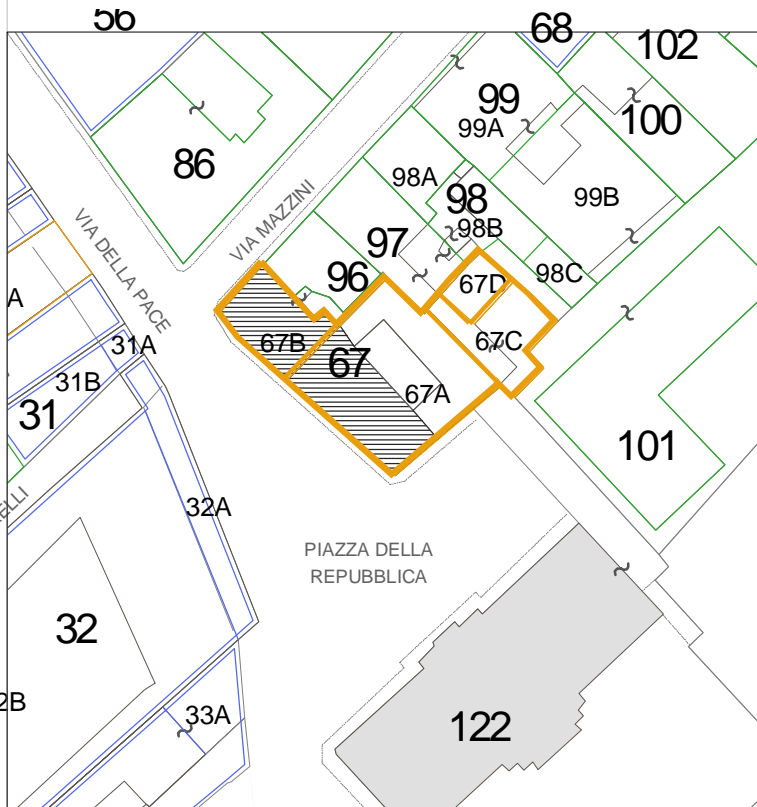 56
68
102
99
99A
100
86
98A
98
99B
VIA MAZZINI
98B
97
VIA DELLA PACE
96
67D
98C
A
67B
67C
31A
67
31B
67A
31
101
32A
PIAZZA DELLA
REPUBBLICA
32
33A
122